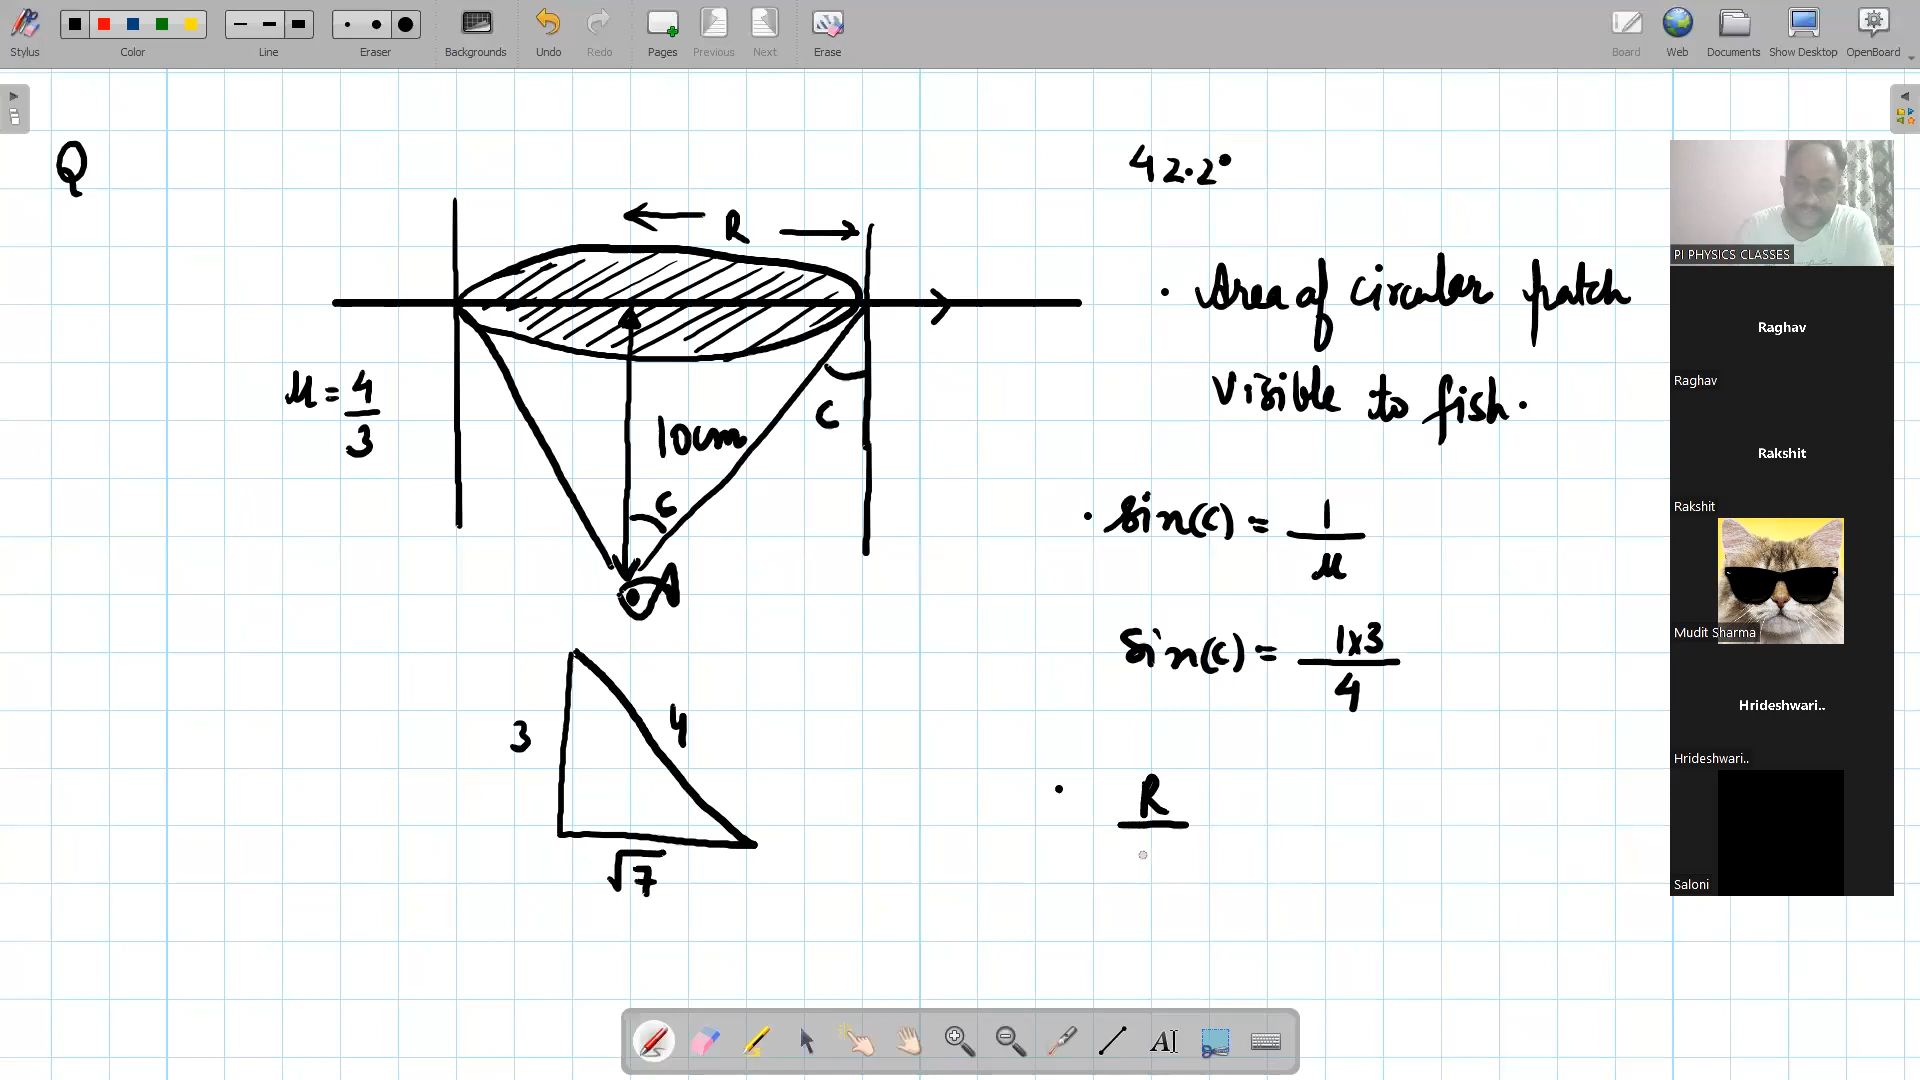 Stylus
Color
Line
Eraser
Backgrounds
Undo
Redo
Pages
Previous
Next
Erase
Board
Web
Documents
Show Desktop
OpenBoard
Q
42.2°
R
μ = 4/3
10cm
C
C
3
4
√7
• Area of circular patch
visible to fish.
• sin(c) = 1/μ
sin(c) = 1x3/4
• R
PI PHYSICS CLASSES
Raghav
Raghav
Rakshit
Rakshit
Mudit Sharma
Hrideshwari..
Hrideshwari..
Saloni